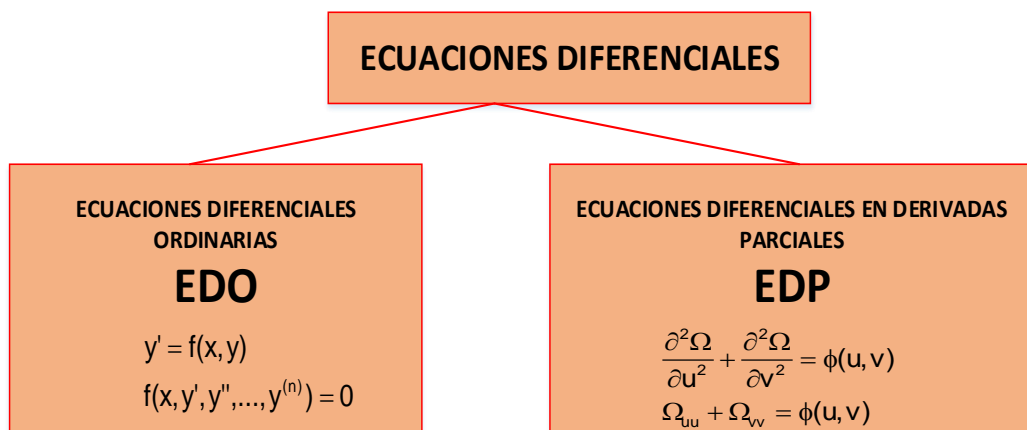 ECUACIONES DIFERENCIALES
ECUACIONES DIFERENCIALES
ORDINARIAS
EDO
y' = f(x,y)
f(x,y',y'',...,y⁽ⁿ⁾) = 0
ECUACIONES DIFERENCIALES EN DERIVADAS
PARCIALES
EDP
∂²Ω/∂u² + ∂²Ω/∂v² = ϕ(u,v)
Ωᵤᵤ + Ωᵥᵥ = ϕ(u,v)